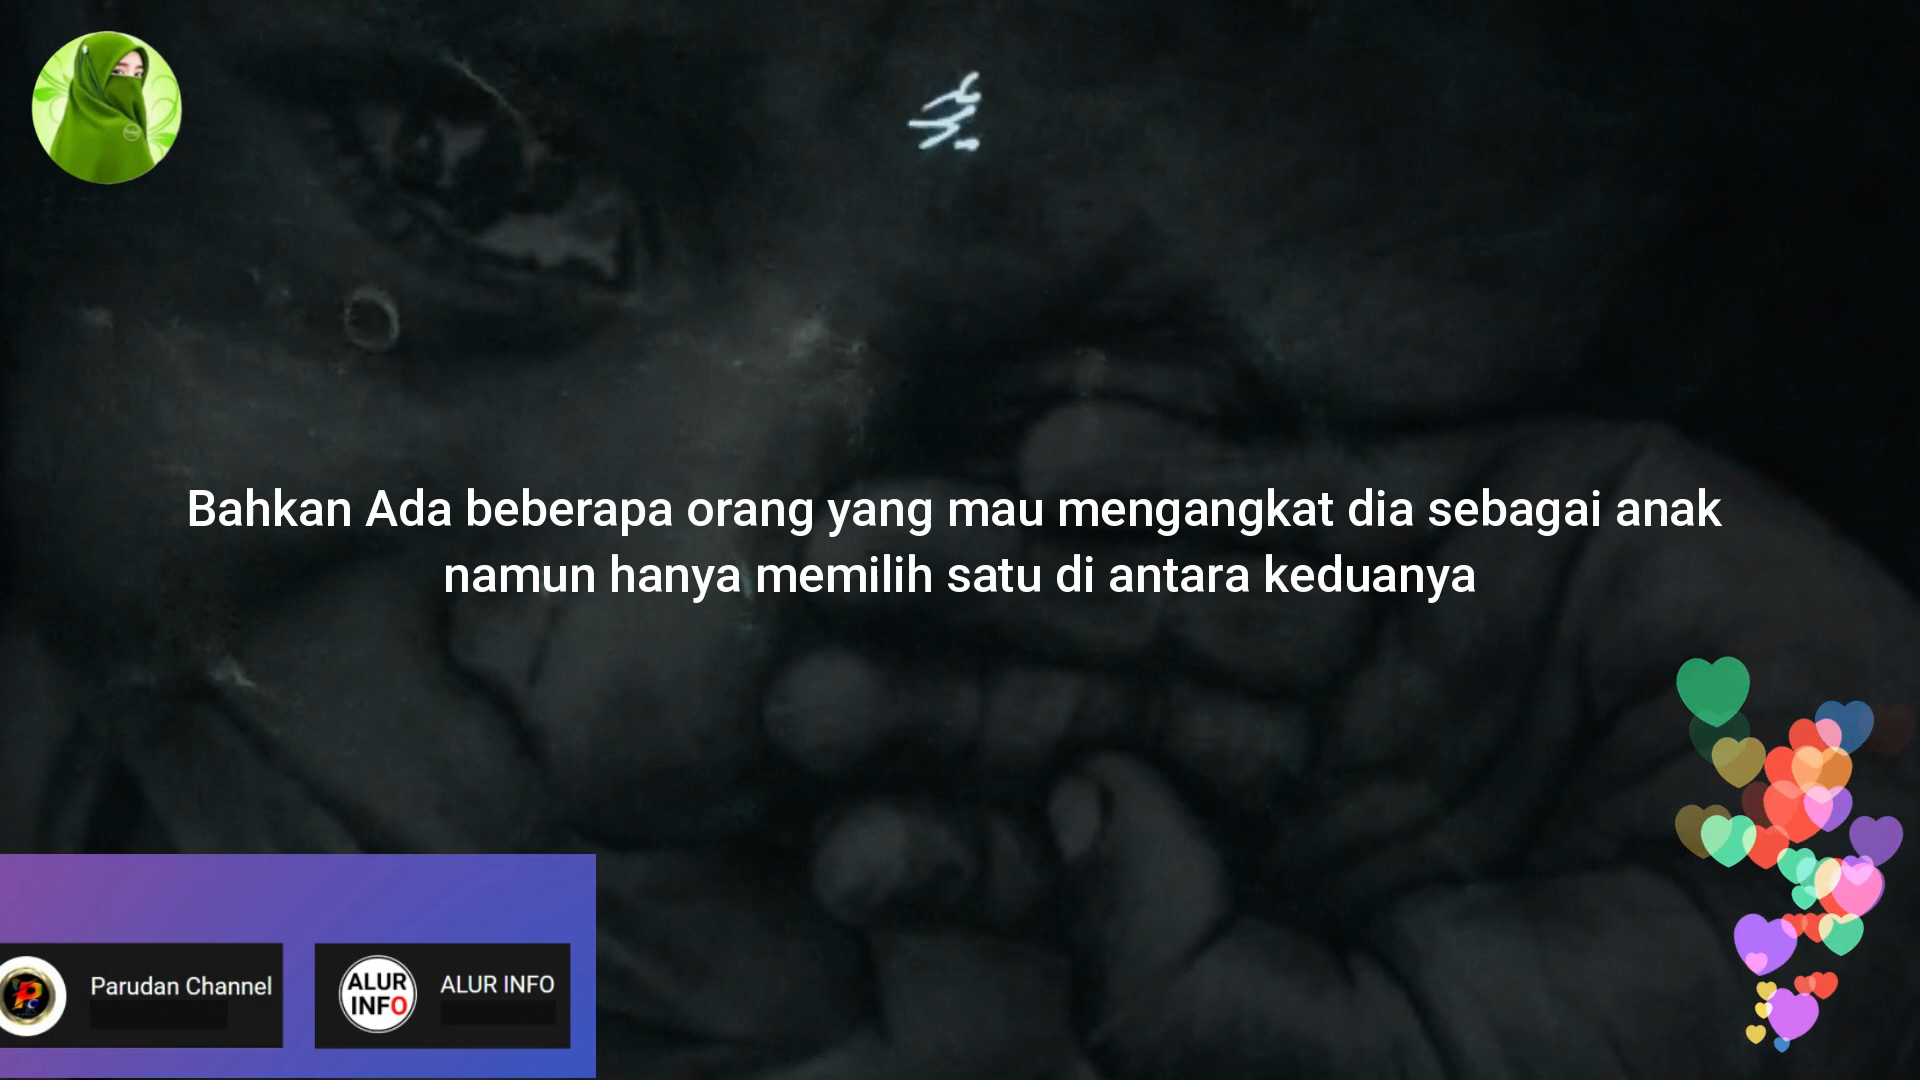 Bahkan Ada beberapa orang yang mau mengangkat dia sebagai anak
namun hanya memilih satu di antara keduanya
Parudan Channel
ALUR
INFO
ALUR INFO